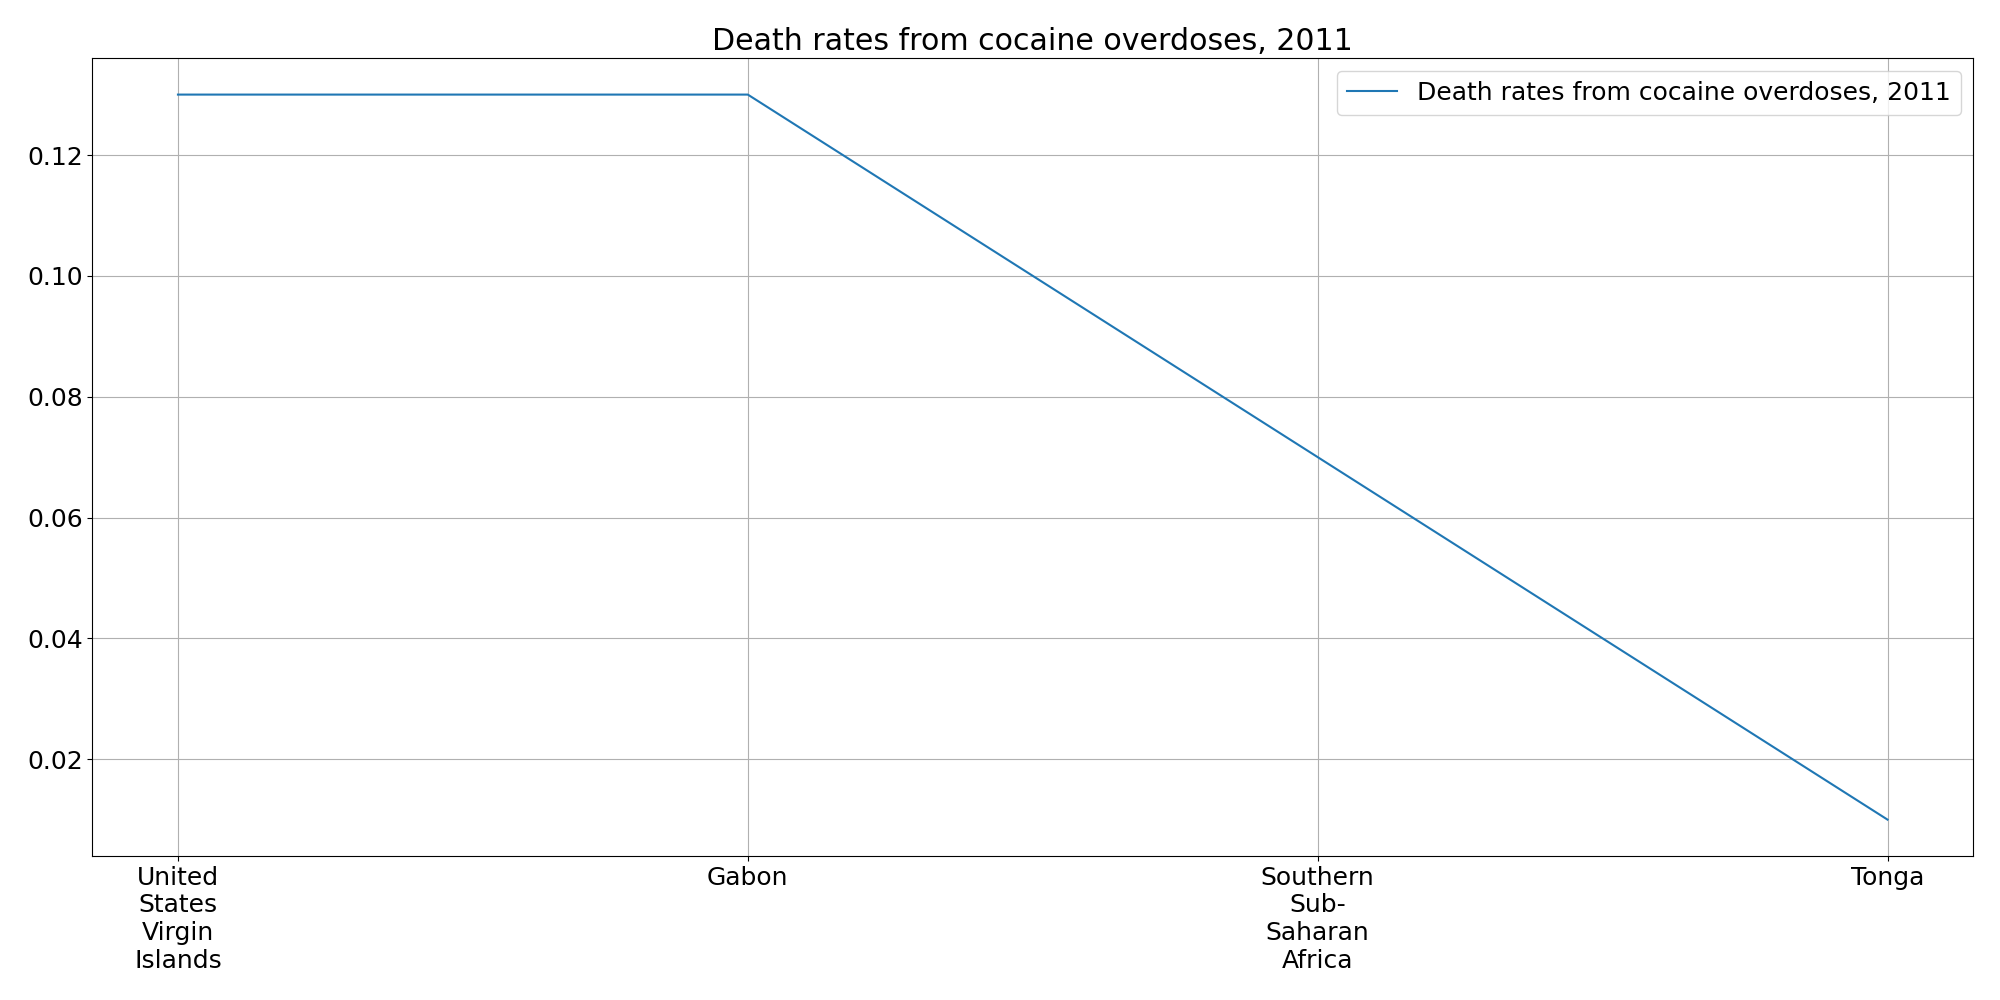 Death rates from cocaine overdoses, 2011
Death rates from cocaine overdoses, 2011
0.12
0.10
0.08
0.06
0.04
0.02
United
States
Virgin
Islands
Gabon
Southern
Sub-
Saharan
Africa
Tonga